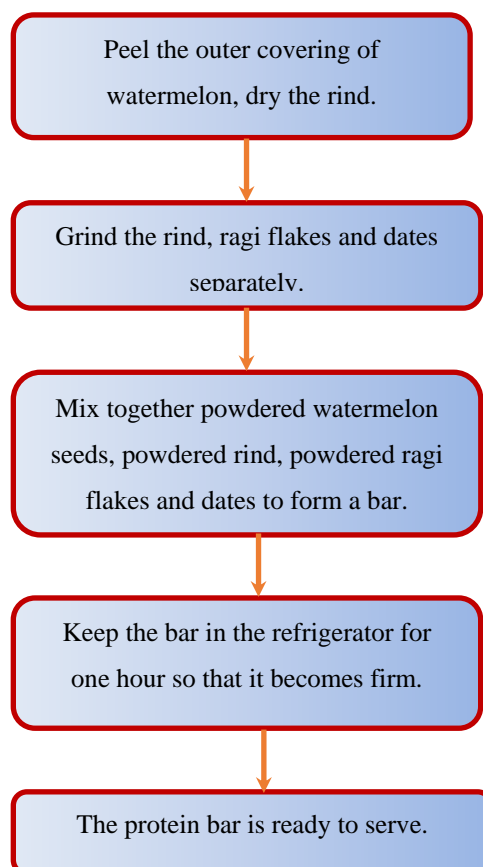 Peel the outer covering of
watermelon, dry the rind.
Grind the rind, ragi flakes and dates
separately.
Mix together powdered watermelon
seeds, powdered rind, powdered ragi
flakes and dates to form a bar.
Keep the bar in the refrigerator for
one hour so that it becomes firm.
The protein bar is ready to serve.